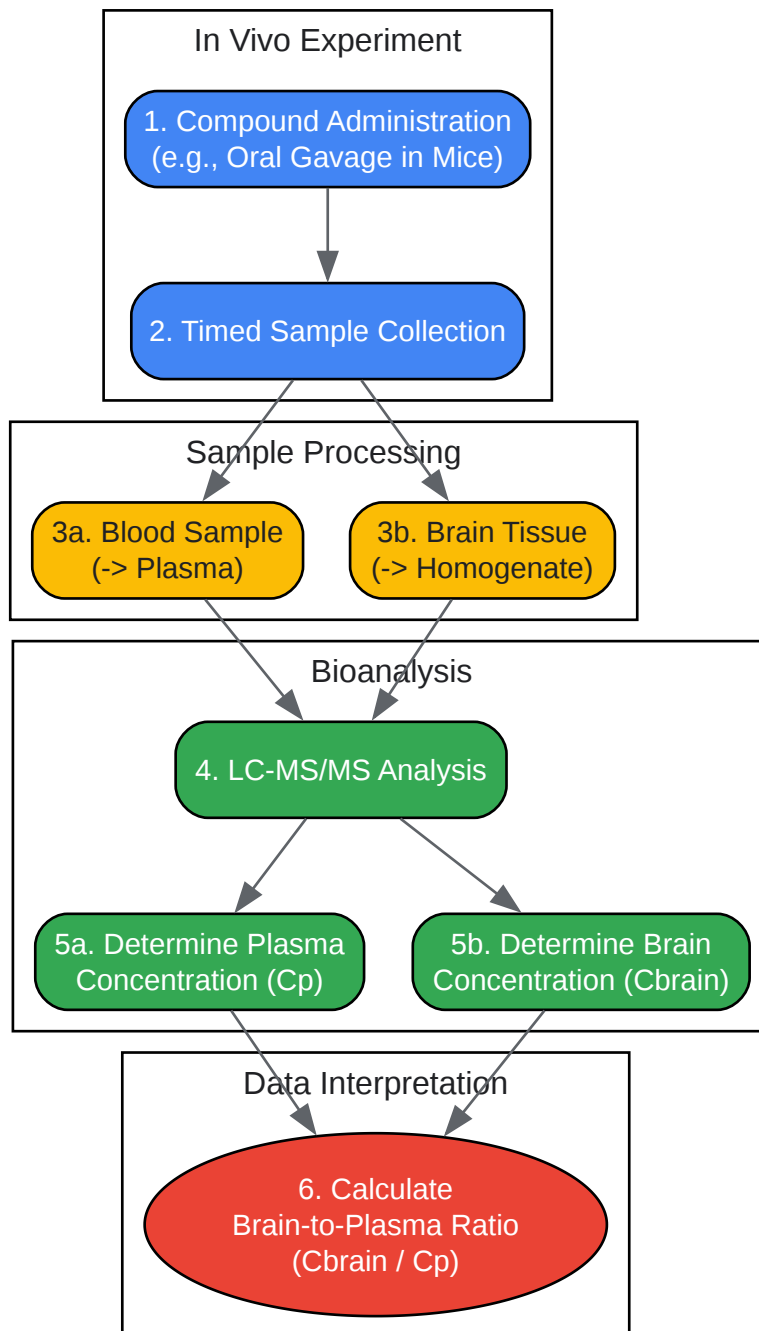 In Vivo Experiment
1. Compound Administration
(e.g., Oral Gavage in Mice)
2. Timed Sample Collection
Sample Processing
3a. Blood Sample
(-> Plasma)
3b. Brain Tissue
(-> Homogenate)
Bioanalysis
4. LC-MS/MS Analysis
5a. Determine Plasma
Concentration (Cp)
5b. Determine Brain
Concentration (Cbrain)
Data Interpretation
6. Calculate
Brain-to-Plasma Ratio
(Cbrain / Cp)